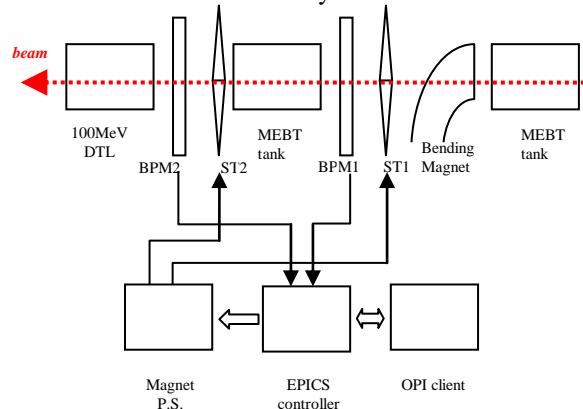 beam
100MeV
DTL
BPM2
ST2
MEBT
tank
BPM1
ST1
Bending
Magnet
MEBT
tank
Magnet
P.S.
EPICS
controller
OPI client